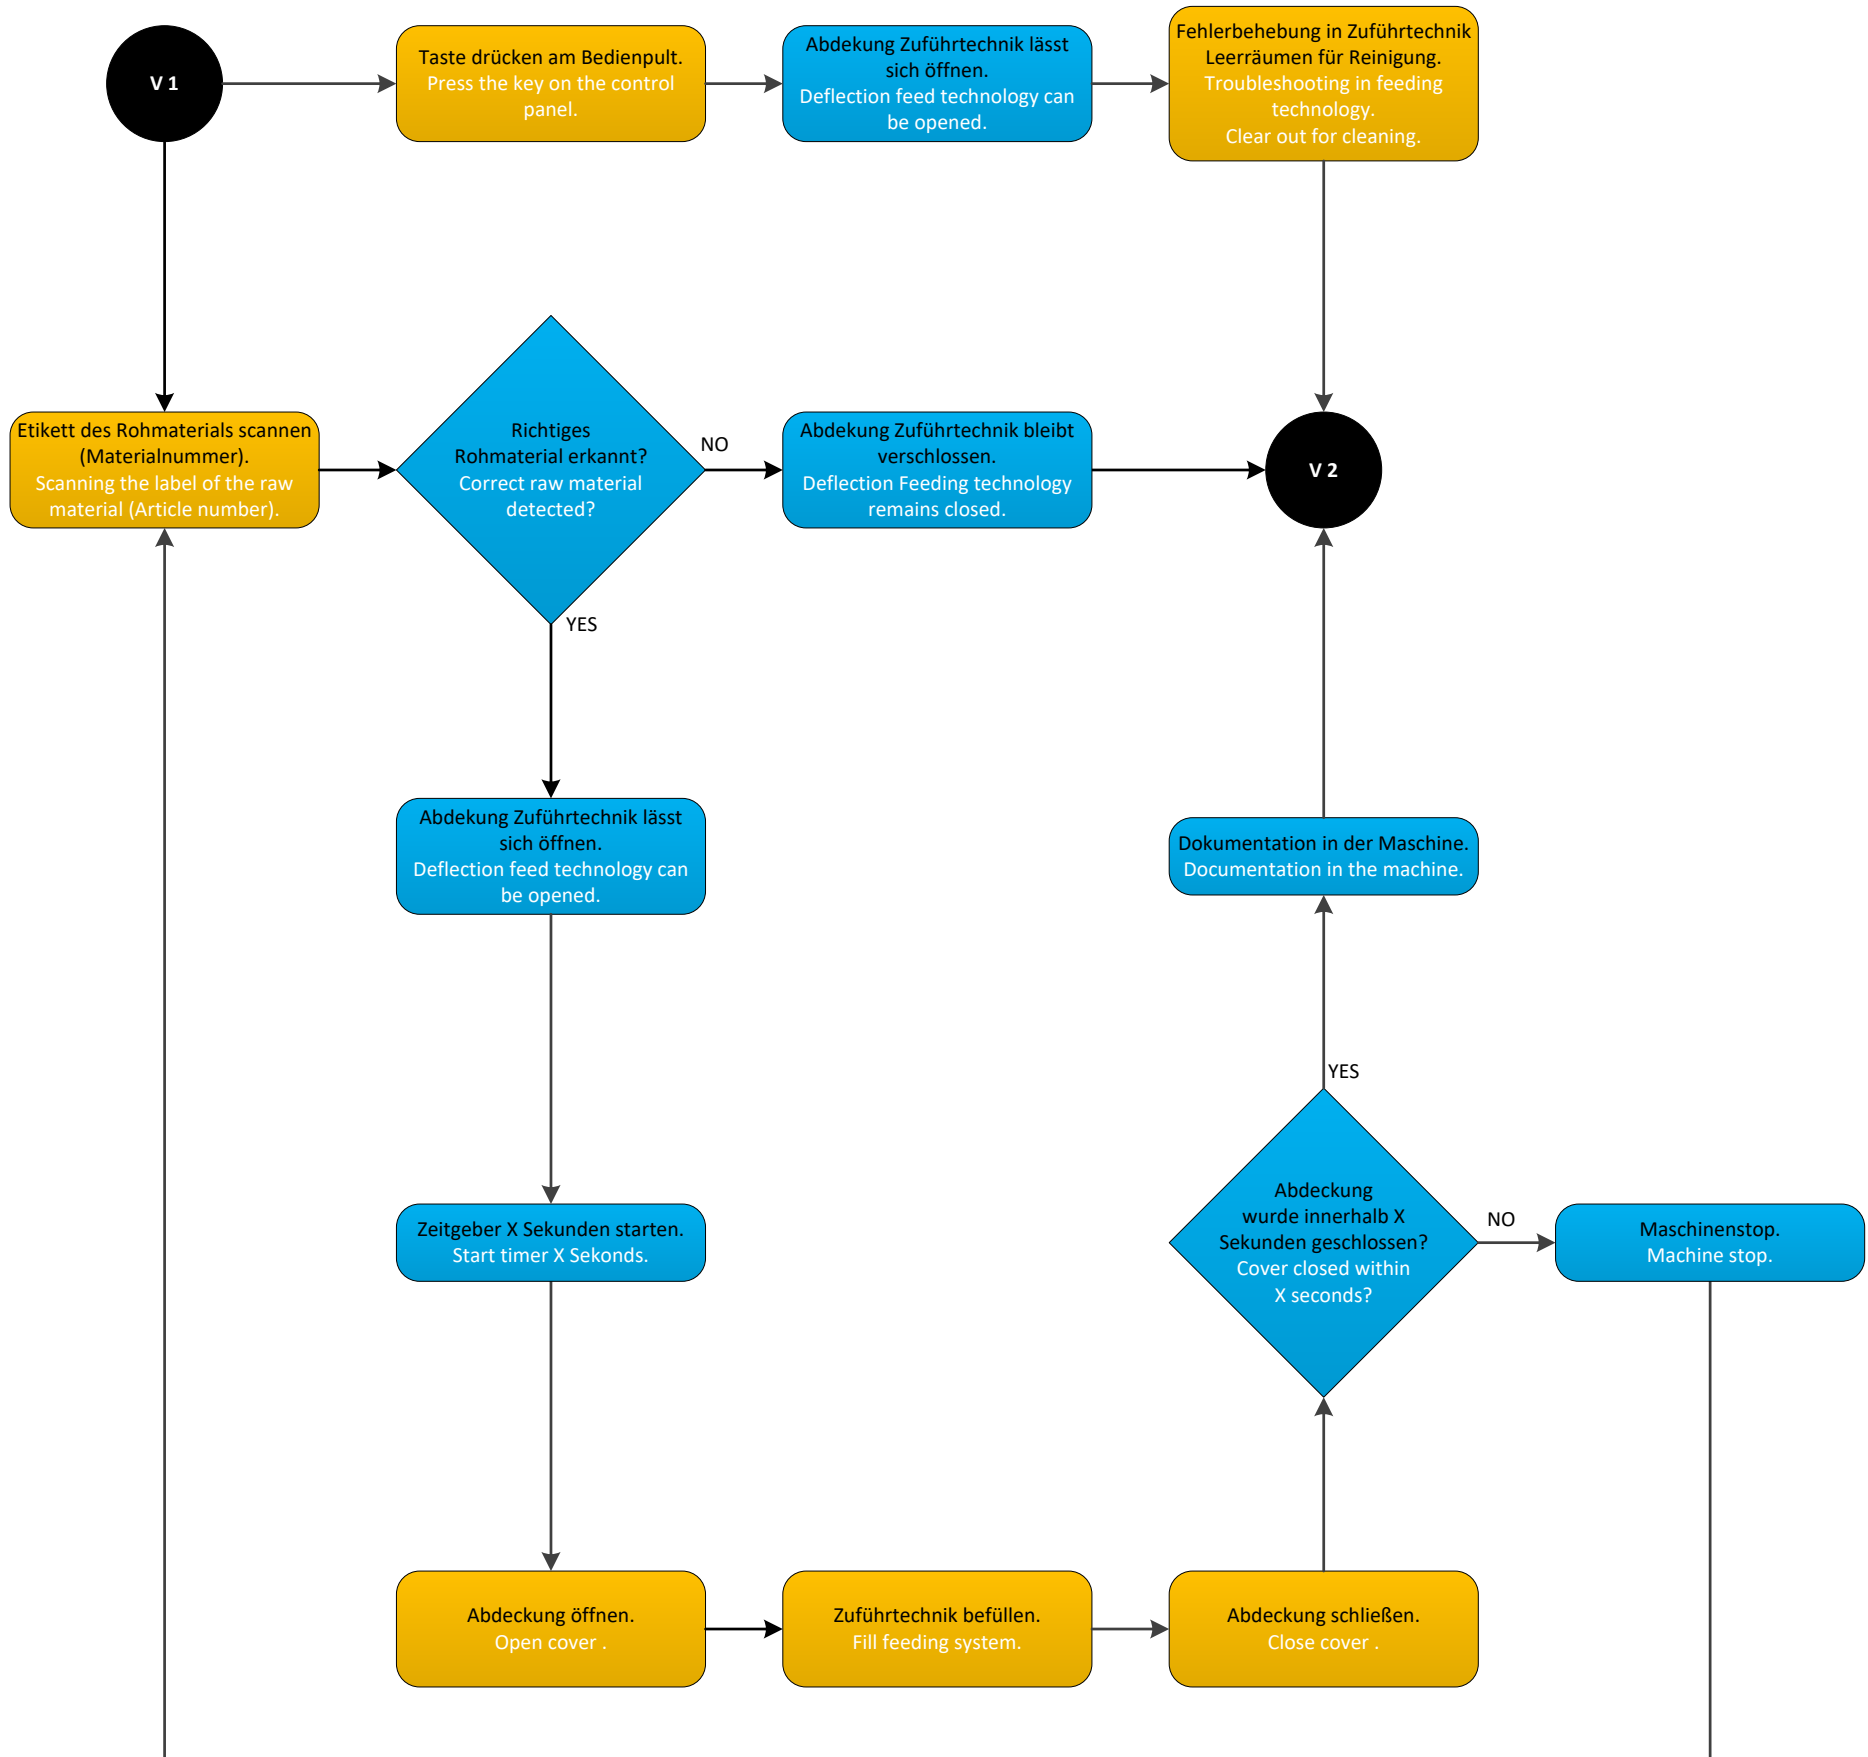 V 1
Taste drücken am Bedienpult.
Press the key on the control
panel.
Abdekung Zuführtechnik lässt
sich öffnen.
Deflection feed technology can
be opened.
Fehlerbehebung in Zuführtechnik
Leerräumen für Reinigung.
Troubleshooting in feeding
technology.
Clear out for cleaning.
Etikett des Rohmaterials scannen
(Materialnummer).
Scanning the label of the raw
material (Article number).
Richtiges
Rohmaterial erkannt?
Correct raw material
detected?
NO
YES
Abdekung Zuführtechnik bleibt
verschlossen.
Deflection Feeding technology
remains closed.
V 2
Abdekung Zuführtechnik lässt
sich öffnen.
Deflection feed technology can
be opened.
Dokumentation in der Maschine.
Documentation in the machine.
YES
Zeitgeber X Sekunden starten.
Start timer X Sekonds.
Abdeckung
wurde innerhalb X
Sekunden geschlossen?
Cover closed within
X seconds?
NO
Maschinenstop.
Machine stop.
Abdeckung öffnen.
Open cover .
Zuführtechnik befüllen.
Fill feeding system.
Abdeckung schließen.
Close cover .